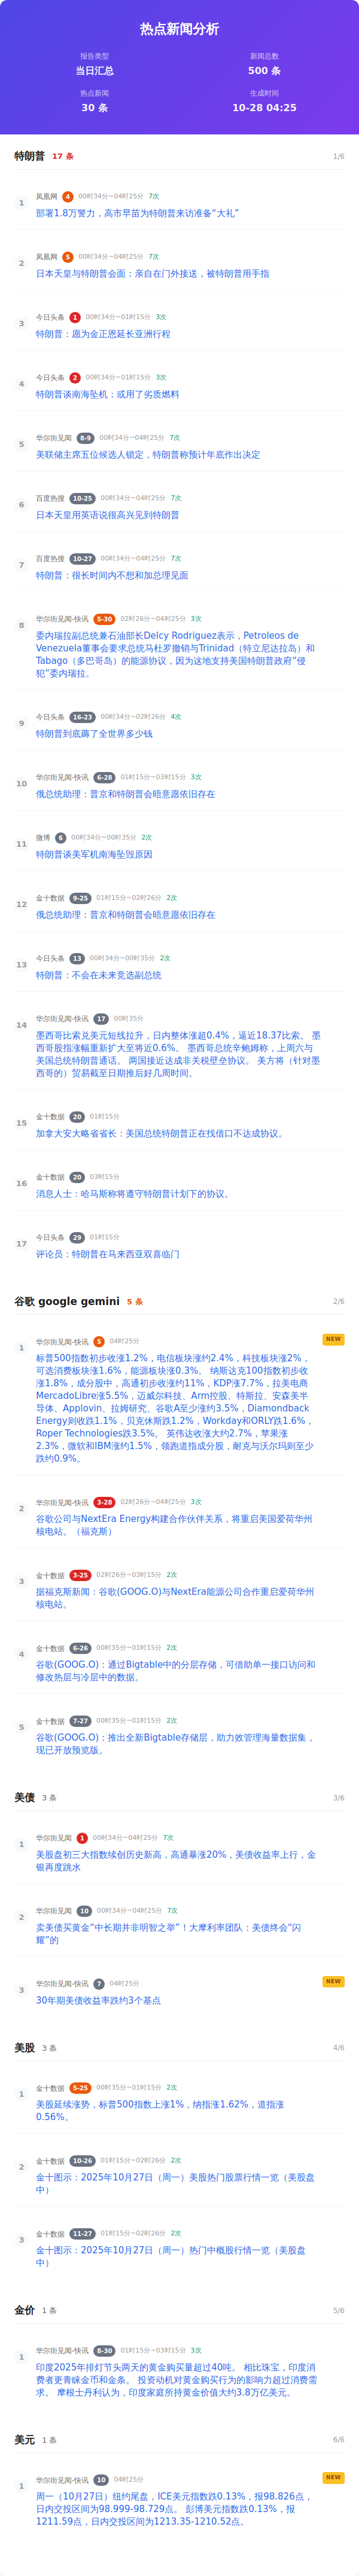 热点新闻分析
报告类型
当日汇总
新闻总数
500 条
热点新闻
30 条
生成时间
10-28 04:25
特朗普 17 条 1/6
1 凤凰网 4 00时34分~04时25分 7次
部署1.8万警力，高市早苗为特朗普来访准备“大礼”
2 凤凰网 5 00时34分~04时25分 7次
日本天皇与特朗普会面：亲自在门外接送，被特朗普用手指
3 今日头条 1 00时34分~01时15分 3次
特朗普：愿为金正恩延长亚洲行程
4 今日头条 2 00时34分~01时15分 3次
特朗普谈南海坠机：或用了劣质燃料
5 华尔街见闻 8-9 00时34分~04时25分 7次
美联储主席五位候选人锁定，特朗普称预计年底作出决定
6 百度热搜 10-25 00时34分~04时25分 7次
日本天皇用英语说很高兴见到特朗普
7 百度热搜 10-27 00时34分~04时25分 7次
特朗普：很长时间内不想和加总理见面
8 华尔街见闻-快讯 5-30 02时26分~04时25分 3次
委内瑞拉副总统兼石油部长Delcy Rodriguez表示，Petroleos de
Venezuela董事会要求总统马杜罗撤销与Trinidad（特立尼达拉岛）和
Tabago（多巴哥岛）的能源协议，因为这地支持美国特朗普政府“侵
犯”委内瑞拉。
9 今日头条 16-23 00时34分~02时26分 4次
特朗普到底薅了全世界多少钱
10 华尔街见闻-快讯 6-28 01时15分~03时15分 3次
俄总统助理：普京和特朗普会晤意愿依旧存在
11 微博 6 00时34分~00时35分 2次
特朗普谈美军机南海坠毁原因
12 金十数据 9-25 01时15分~02时26分 2次
俄总统助理：普京和特朗普会晤意愿依旧存在
13 今日头条 13 00时34分~00时35分 2次
特朗普：不会在未来竞选副总统
14 华尔街见闻-快讯 17 00时35分
墨西哥比索兑美元短线拉升，日内整体涨超0.4%，逼近18.37比索。 墨
西哥股指涨幅重新扩大至将近0.6%。 墨西哥总统辛鲍姆称，上周六与
美国总统特朗普通话。 两国接近达成非关税壁垒协议。 美方将（针对墨
西哥的）贸易截至日期推后好几周时间。
15 金十数据 20 01时15分
加拿大安大略省省长：美国总统特朗普正在找借口不达成协议。
16 金十数据 20 03时15分
消息人士：哈马斯称将遵守特朗普计划下的协议。
17 今日头条 29 01时15分
评论员：特朗普在马来西亚双喜临门
谷歌 google gemini 5 条 2/6
1 华尔街见闻-快讯 5 04时25分 NEW
标普500指数初步收涨1.2%，电信板块涨约2.4%，科技板块涨2%，
可选消费板块涨1.6%，能源板块涨0.3%。 纳斯达克100指数初步收
涨1.8%，成分股中，高通初步收涨约11%，KDP涨7.7%，拉美电商
MercadoLibre涨5.5%，迈威尔科技、Arm控股、特斯拉、安森美半
导体、Applovin、拉姆研究、谷歌A至少涨约3.5%，Diamondback
Energy则收跌1.1%，贝克休斯跌1.2%，Workday和ORLY跌1.6%，
Roper Technologies跌3.5%。 英伟达收涨大约2.7%，苹果涨
2.3%，微软和IBM涨约1.5%，领跑道指成分股，耐克与沃尔玛则至少
跌约0.9%。
2 华尔街见闻-快讯 3-28 02时26分~04时25分 3次
谷歌公司与NextEra Energy构建合作伙伴关系，将重启美国爱荷华州
核电站。（福克斯）
3 金十数据 3-25 02时26分~03时15分 2次
据福克斯新闻：谷歌(GOOG.O)与NextEra能源公司合作重启爱荷华州
核电站。
4 金十数据 6-26 00时35分~01时15分 2次
谷歌(GOOG.O)：通过Bigtable中的分层存储，可借助单一接口访问和
修改热层与冷层中的数据。
5 金十数据 7-27 00时35分~01时15分 2次
谷歌(GOOG.O)：推出全新Bigtable存储层，助力效管理海量数据集，
现已开放预览版。
美债 3 条 3/6
1 华尔街见闻 1 00时34分~04时25分 7次
美股盘初三大指数续创历史新高，高通暴涨20%，美债收益率上行，金
银再度跳水
2 华尔街见闻 10 00时34分~04时25分 7次
卖美债买黄金“中长期并非明智之举”！大摩利率团队：美债终会“闪
耀”的
3 华尔街见闻-快讯 7 04时25分 NEW
30年期美债收益率跌约3个基点
美股 3 条 4/6
1 金十数据 5-25 00时35分~01时15分 2次
美股延续涨势，标普500指数上涨1%，纳指涨1.62%，道指涨
0.56%。
2 金十数据 10-26 01时15分~02时26分 2次
金十图示：2025年10月27日（周一）美股热门股票行情一览（美股盘
中）
3 金十数据 11-27 01时15分~02时26分 2次
金十图示：2025年10月27日（周一）热门中概股行情一览（美股盘
中）
金价 1 条 5/6
1 华尔街见闻-快讯 8-30 01时15分~03时15分 3次
印度2025年排灯节头两天的黄金购买量超过40吨。 相比珠宝，印度消
费者更青睐金币和金条。 投资动机对黄金购买行为的影响力超过消费需
求。 摩根士丹利认为，印度家庭所持黄金价值大约3.8万亿美元。
美元 1 条 6/6
1 华尔街见闻-快讯 10 04时25分 NEW
周一（10月27日）纽约尾盘，ICE美元指数跌0.13%，报98.826点，
日内交投区间为98.999-98.729点。 彭博美元指数跌0.13%，报
1211.59点，日内交投区间为1213.35-1210.52点。